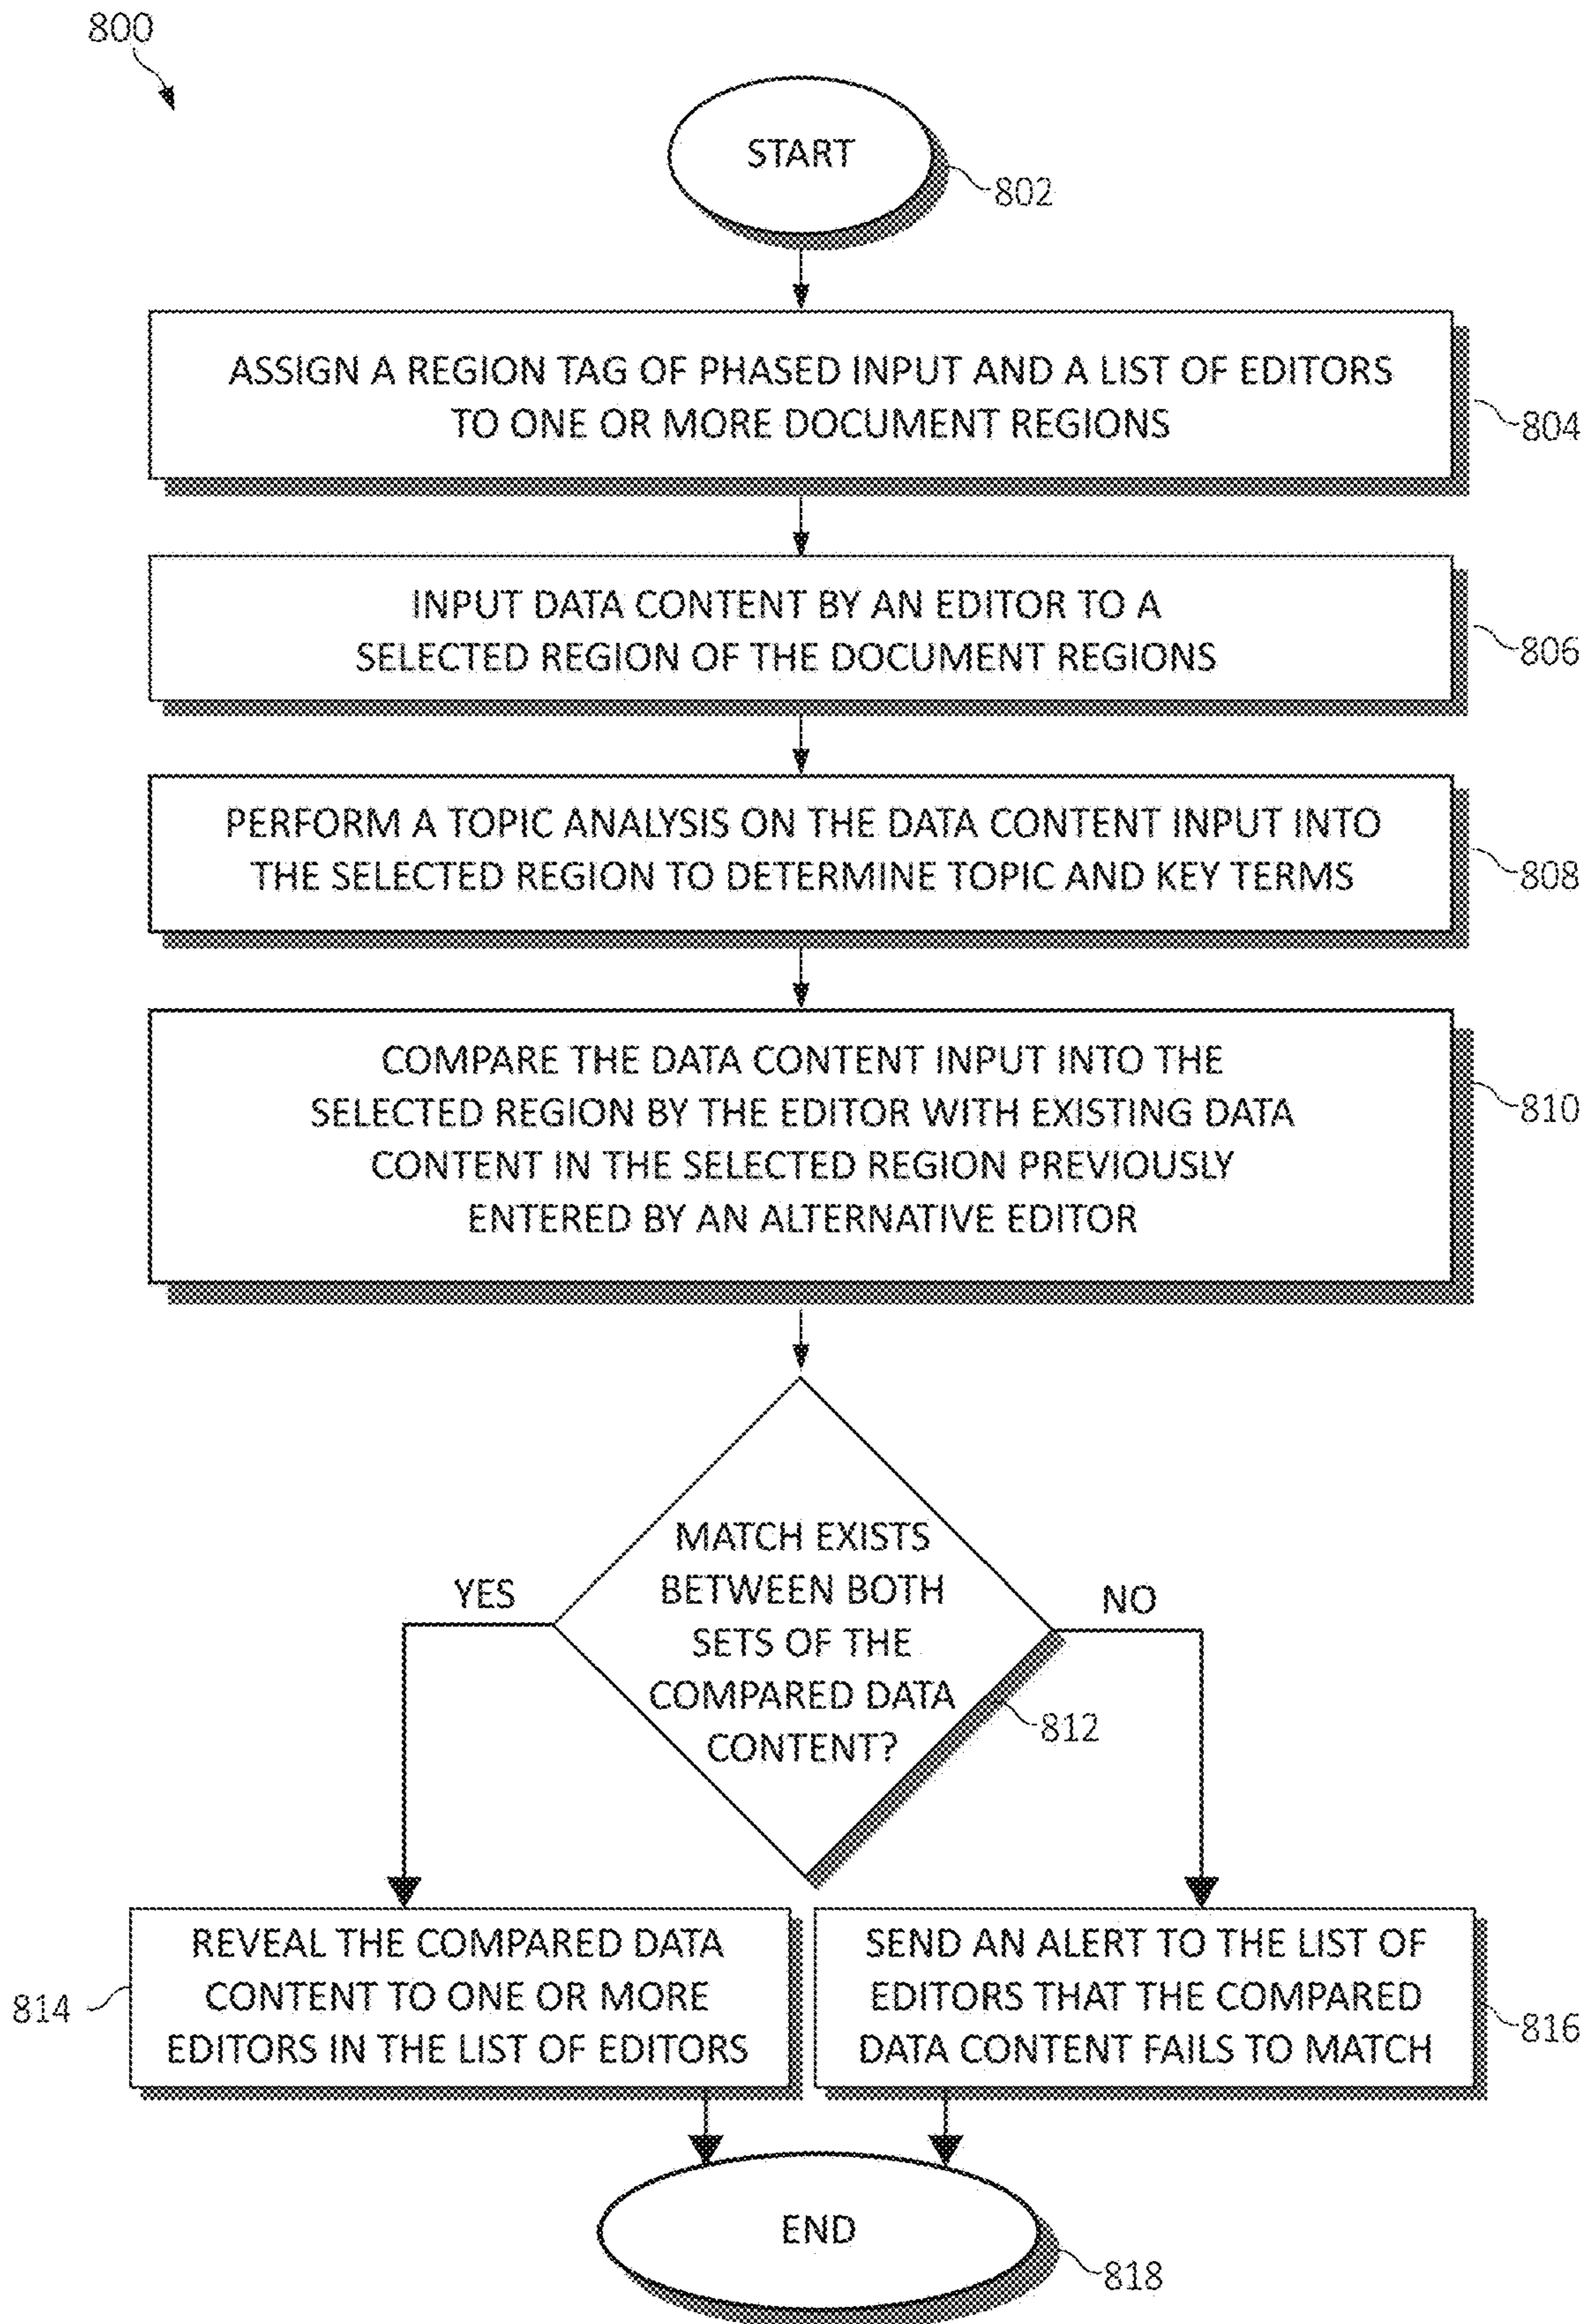 800
START
802
ASSIGN A REGION TAG OF PHASED INPUT AND A LIST OF EDITORS
TO ONE OR MORE DOCUMENT REGIONS
804
INPUT DATA CONTENT BY AN EDITOR TO A
SELECTED REGION OF THE DOCUMENT REGIONS
806
PERFORM A TOPIC ANALYSIS ON THE DATA CONTENT INPUT INTO
THE SELECTED REGION TO DETERMINE TOPIC AND KEY TERMS
808
COMPARE THE DATA CONTENT INPUT INTO THE
SELECTED REGION BY THE EDITOR WITH EXISTING DATA
CONTENT IN THE SELECTED REGION PREVIOUSLY
ENTERED BY AN ALTERNATIVE EDITOR
810
MATCH EXISTS
BETWEEN BOTH
SETS OF THE
COMPARED DATA
CONTENT?
812
YES
NO
REVEAL THE COMPARED DATA
CONTENT TO ONE OR MORE
EDITORS IN THE LIST OF EDITORS
814
SEND AN ALERT TO THE LIST OF
EDITORS THAT THE COMPARED
DATA CONTENT FAILS TO MATCH
816
END
818